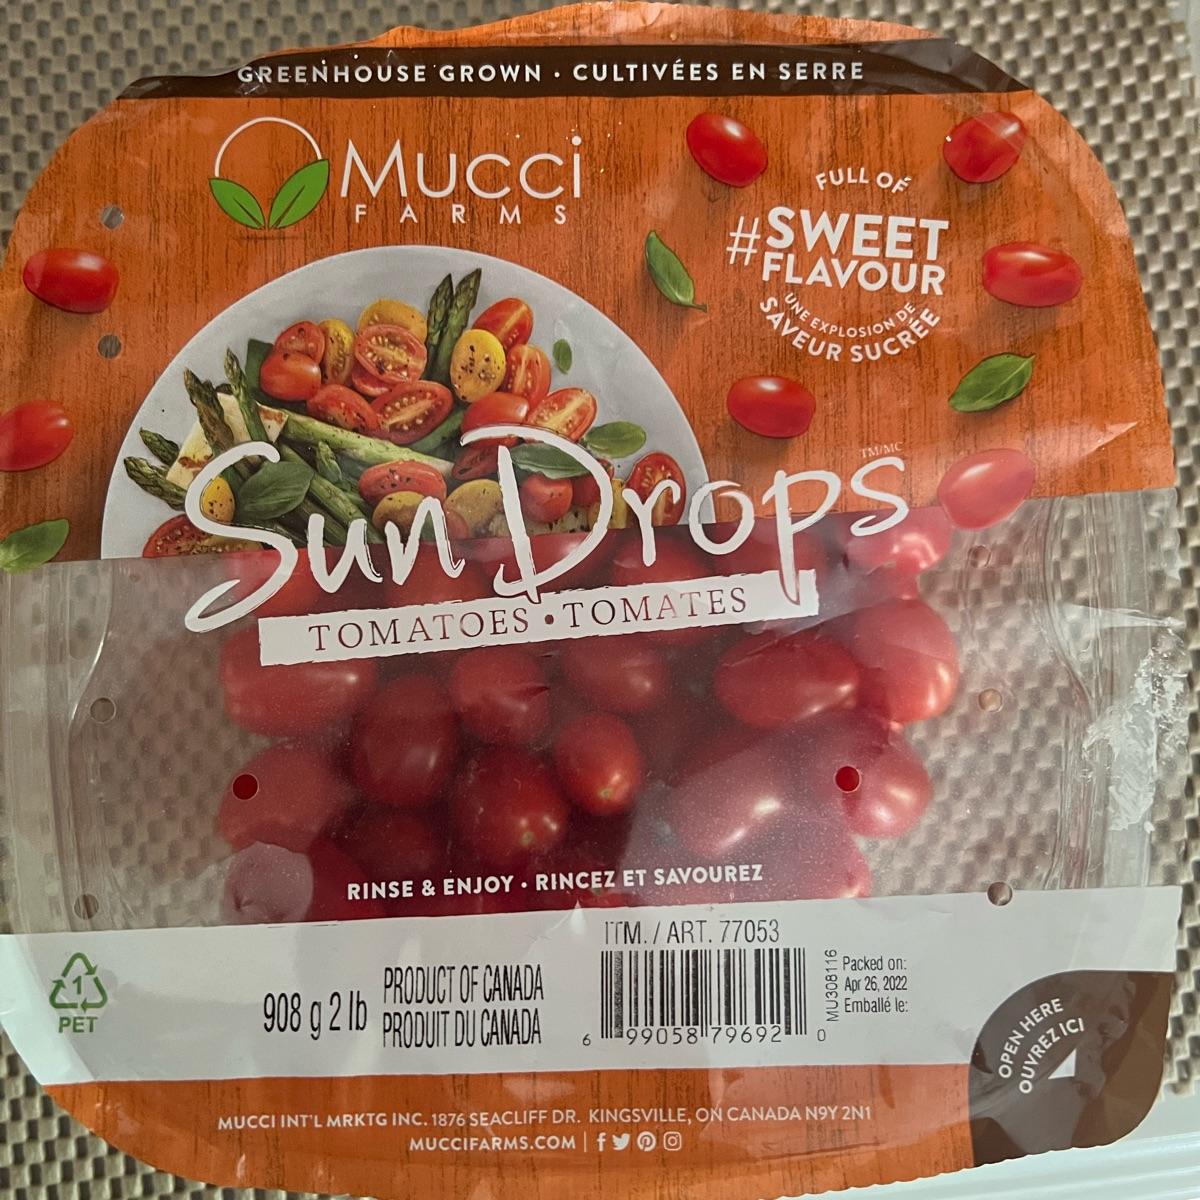 GREENHOUSE GROWN · CULTIVÉES EN SERRE
MUCCI
FARMS
FULL OF
#SWEET
FLAVOUR
UNE EXPLOSION DE
SAVEUR SUCRÉE
Sun Drops TM/MC
TOMATOES · TOMATES
RINSE & ENJOY · RINCEZ ET SAVOUREZ
ITM. / ART. 77053
1
PET
908 g 2 lb
PRODUCT OF CANADA
PRODUIT DU CANADA
6 99058 79692 0
MU308116
Packed on:
Apr 26, 2022
Emballé le:
OPEN HERE
OUVREZ ICI
MUCCI INT'L MRKTG INC. 1876 SEACLIFF DR. KINGSVILLE, ON CANADA N9Y 2N1
MUCCIFARMS.COM |